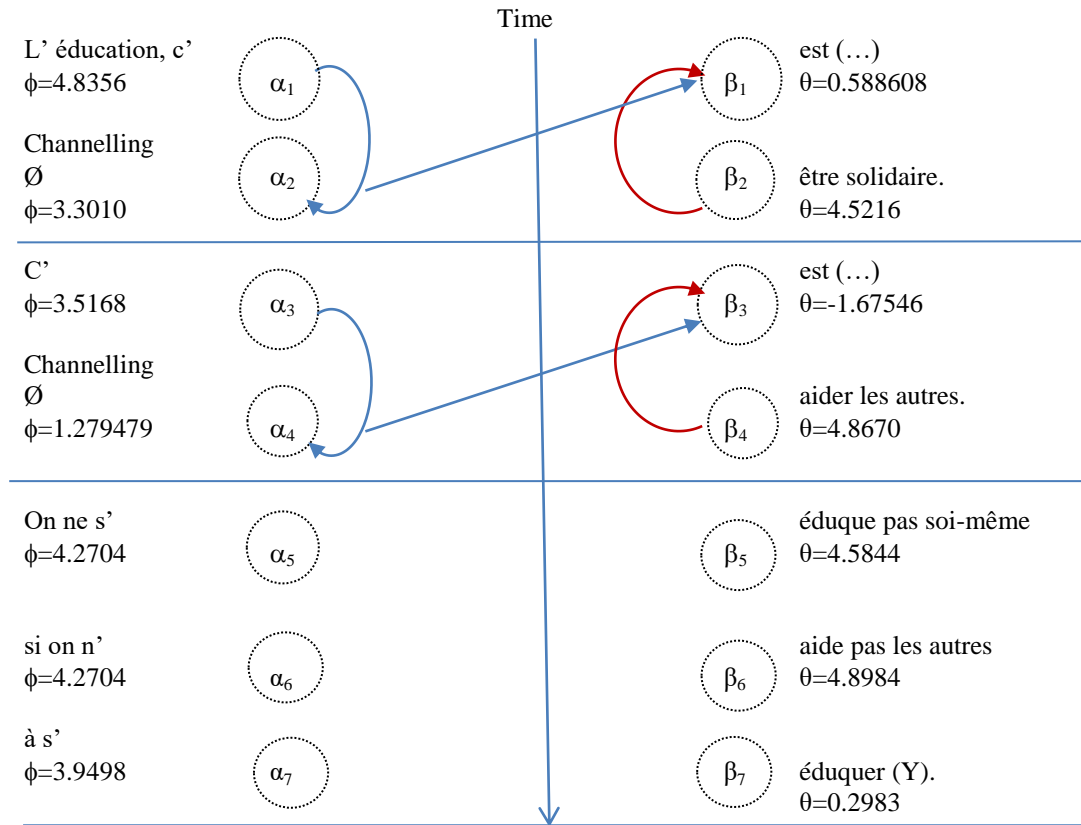 Time
L’ éducation, c’
ϕ=4.8356
α1
β1
est (…)
θ=0.588608
Channelling
Ø
ϕ=3.3010
α2
β2
être solidaire.
θ=4.5216
C’
ϕ=3.5168
α3
β3
est (…)
θ=-1.67546
Channelling
Ø
ϕ=1.279479
α4
β4
aider les autres.
θ=4.8670
On ne s’
ϕ=4.2704
α5
β5
éduque pas soi-même
θ=4.5844
si on n’
ϕ=4.2704
α6
β6
aide pas les autres
θ=4.8984
à s’
ϕ=3.9498
α7
β7
éduquer (Y).
θ=0.2983